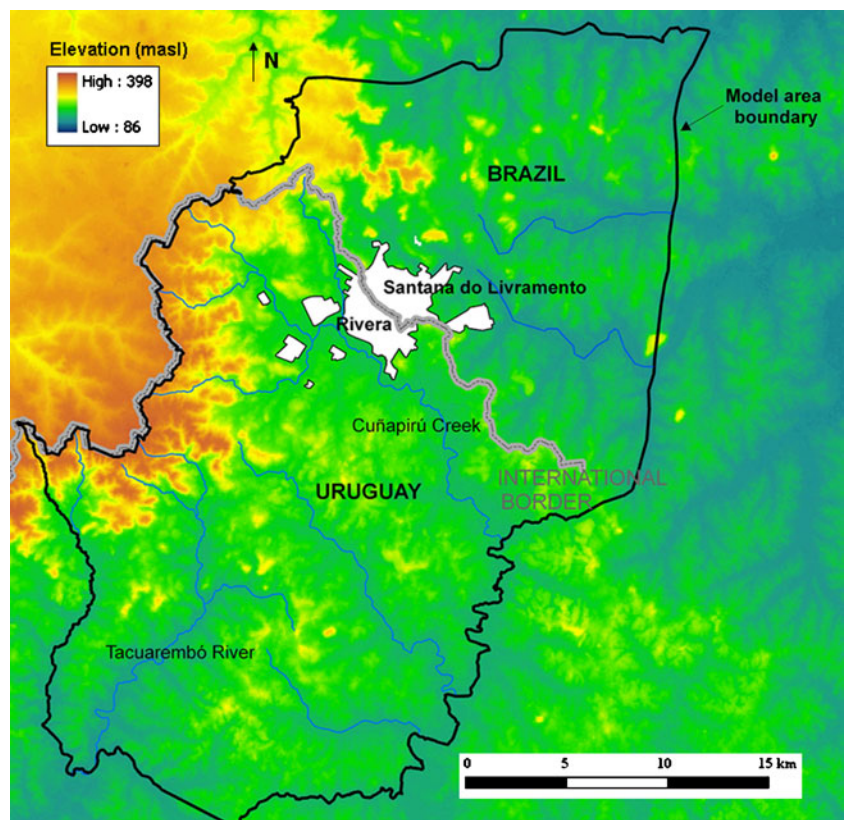 Elevation (masl)
High : 398
Low : 86
N
Model area
boundary
BRAZIL
Santana do Livramento
Rivera
Cuñapirú Creek
INTERNATIONAL
BORDER
URUGUAY
Tacuarembó River
0 5 10 15 km